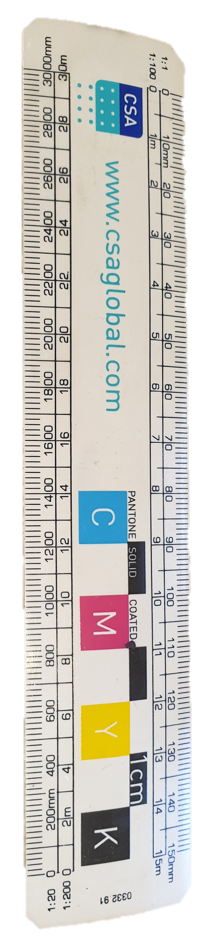 1:1 0 10mm 20 30 40 50 60 70 80 90 100 110 120 130 140 150mm
1:100 0 1m 2 3 4 5 6 7 8 9 10 11 12 13 14 15m
CSA
www.csaglobal.com
PANTONE SOLID COATED
C M Y K
1cm
0332 91
3000mm 2800 2600 2400 2200 2000 1800 1600 1400 1200 1000 800 600 400 200mm 0 1:20
30m 28 26 24 22 20 18 16 14 12 10 8 6 4 2m 0 1:200